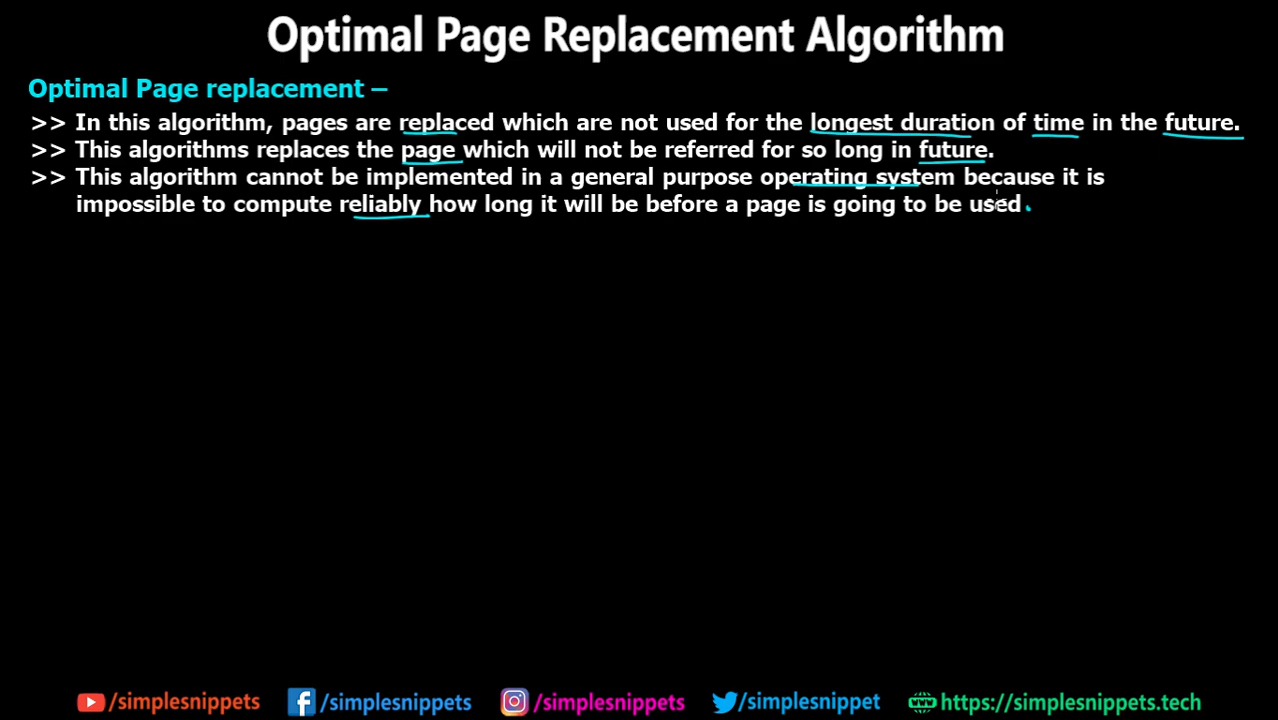 Optimal Page Replacement Algorithm
Optimal Page replacement –
>> In this algorithm, pages are replaced which are not used for the longest duration of time in the future.
>> This algorithms replaces the page which will not be referred for so long in future.
>> This algorithm cannot be implemented in a general purpose operating system because it is
impossible to compute reliably how long it will be before a page is going to be used.
/simplesnippets /simplesnippets /simplesnippets /simplesnippet https://simplesnippets.tech